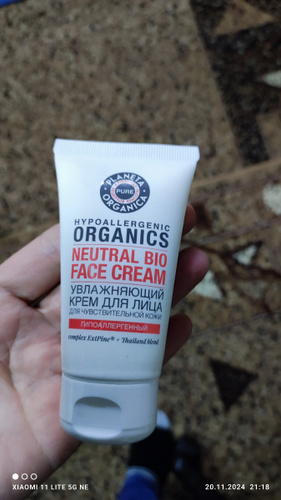 PLANETA
PURE
ORGANICA
HYPOALLERGENIC
ORGANICS
NEUTRAL BIO
FACE CREAM
УВЛАЖНЯЮЩИЙ
КРЕМ ДЛЯ ЛИЦА
ДЛЯ ЧУВСТВИТЕЛЬНОЙ КОЖИ
ГИПОАЛЛЕРГЕННЫЙ
complex ExtPine® + Thailand blend
XIAOMI 11 LITE 5G NE
20.11.2024 21:18